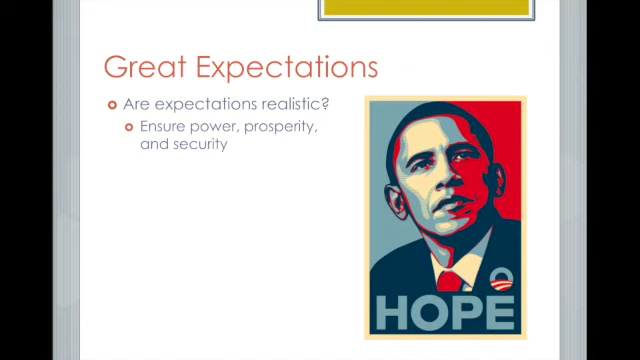 Great Expectations
Are expectations realistic?
Ensure power, prosperity,
and security
HOPE